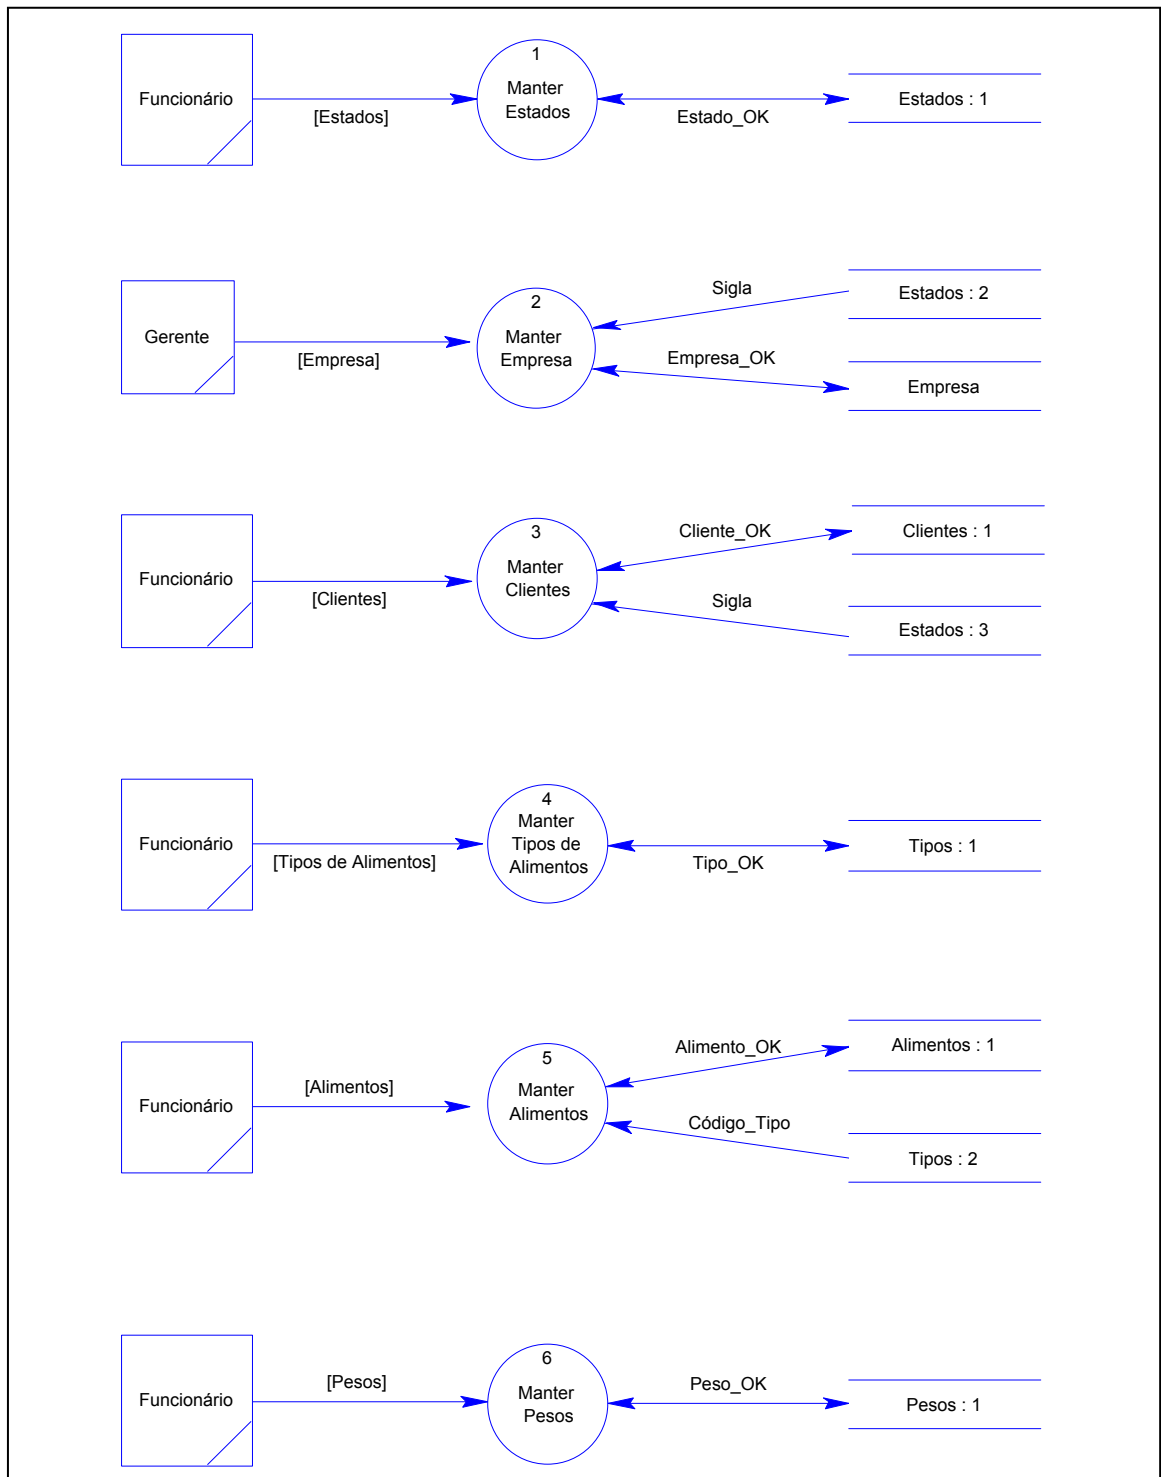 1
Manter
Estados
Funcionário
[Estados]
Estado_OK
Estados : 1
Sigla
2
Estados : 2
Gerente
Manter
Empresa
[Empresa]
Empresa_OK
Empresa
3
Cliente_OK
Clientes : 1
Manter
Clientes
Funcionário
[Clientes]
Sigla
Estados : 3
4
Manter
Tipos de
Alimentos
Funcionário
[Tipos de Alimentos]
Tipo_OK
Tipos : 1
5
Alimento_OK
Alimentos : 1
[Alimentos]
Manter
Alimentos
Funcionário
Código_Tipo
Tipos : 2
6
[Pesos]
Peso_OK
Manter
Pesos
Funcionário
Pesos : 1